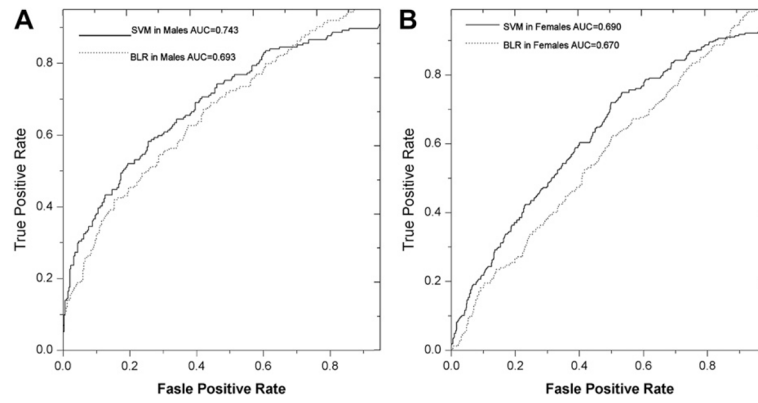 A
SVM in Males AUC=0.743
BLR in Males AUC=0.693
True Positive Rate
0.8
0.6
0.4
0.2
0.0
0.0 0.2 0.4 0.6 0.8
Fasle Positive Rate
B
SVM in Females AUC=0.690
BLR in Females AUC=0.670
True Positive Rate
0.8
0.6
0.4
0.2
0.0
0.0 0.2 0.4 0.6 0.8
Fasle Positive Rate